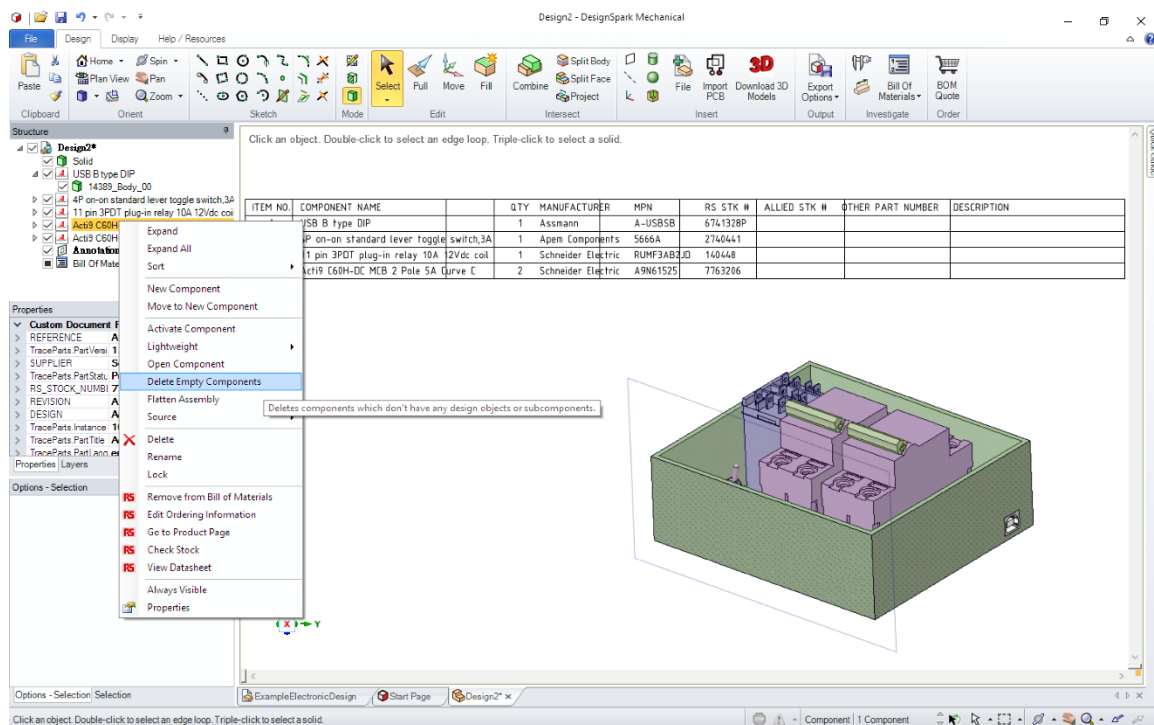 Design2 - DesignSpark Mechanical
File Design Display Help / Resources
Paste
Home Spin
Plan View Pan
Zoom
Select Pull Move Fill
Combine
Split Body
Split Face
Project
File Import PCB Download 3D Models
Export Options
Bill Of Materials
BOM Quote
Clipboard Orient Sketch Mode Edit Intersect Insert Output Investigate Order
Structure
Design2*
Solid
USB B type DIP
14389_Body_00
4P on-on standard lever toggle switch,3A
11 pin 3PDT plug-in relay 10A 12Vdc coil
Acti9 C60H
Acti9 C60H
Annotation
Bill Of Mate
Click an object. Double-click to select an edge loop. Triple-click to select a solid.
ITEM NO. COMPONENT NAME QTY MANUFACTURER MPN RS STK # ALLIED STK # OTHER PART NUMBER DESCRIPTION
USB B type DIP 1 Assmann A-USBSB 6741328P
4P on-on standard lever toggle switch,3A 1 Apem Components 5666A 2740441
11 pin 3PDT plug-in relay 10A 12Vdc coil 1 Schneider Electric RUMF3AB2JD 140448
Acti9 C60H-DC MCB 2 Pole 5A Curve C 2 Schneider Electric A9N61525 7763206
Expand
Expand All
Sort
New Component
Move to New Component
Activate Component
Lightweight
Open Component
Delete Empty Components
Flatten Assembly
Source
Delete
Rename
Lock
RS Remove from Bill of Materials
RS Edit Ordering Information
RS Go to Product Page
RS Check Stock
RS View Datasheet
Always Visible
Properties
Deletes components which don't have any design objects or subcomponents.
Properties
Custom Document P
REFERENCE A
TraceParts.PartVersi 1
SUPPLIER S
TraceParts.PartStatu P
RS_STOCK_NUMBI 7
REVISION A
DESIGN A
TraceParts.Instance 1
TraceParts.PartTitle A
TraceParts.PartLang e
Properties Layers
Options - Selection
X Y
Options - Selection Selection
ExampleElectronicDesign Start Page Design2*
Click an object. Double-click to select an edge loop. Triple-click to select a solid.
Component 1 Component